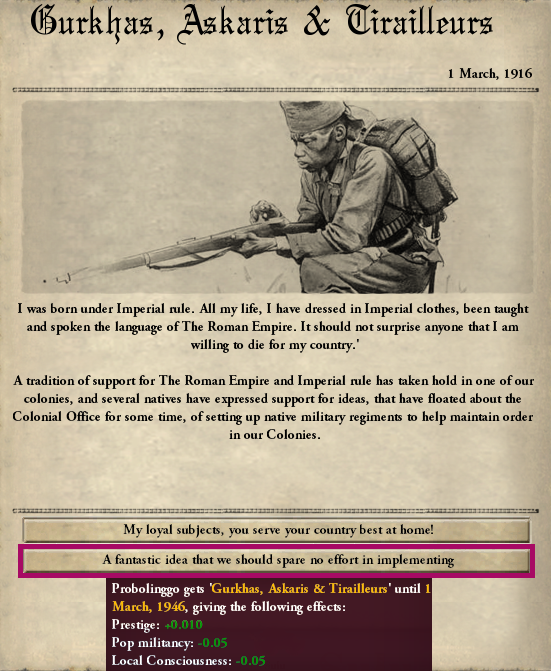 Gurkhas, Askaris & Tirailleurs
1 March, 1916
I was born under Imperial rule. All my life, I have dressed in Imperial clothes, been taught
and spoken the language of The Roman Empire. It should not surprise anyone that I am
willing to die for my country.'
A tradition of support for The Roman Empire and Imperial rule has taken hold in one of our
colonies, and several natives have expressed support for ideas, that have floated about the
Colonial Office for some time, of setting up native military regiments to help maintain order
in our Colonies.
My loyal subjects, you serve your country best at home!
A fantastic idea that we should spare no effort in implementing
Probolinggo gets 'Gurkhas, Askaris & Tirailleurs' until 1
March, 1946, giving the following effects:
Prestige: +0.010
Pop militancy: -0.05
Local Consciousness: -0.05